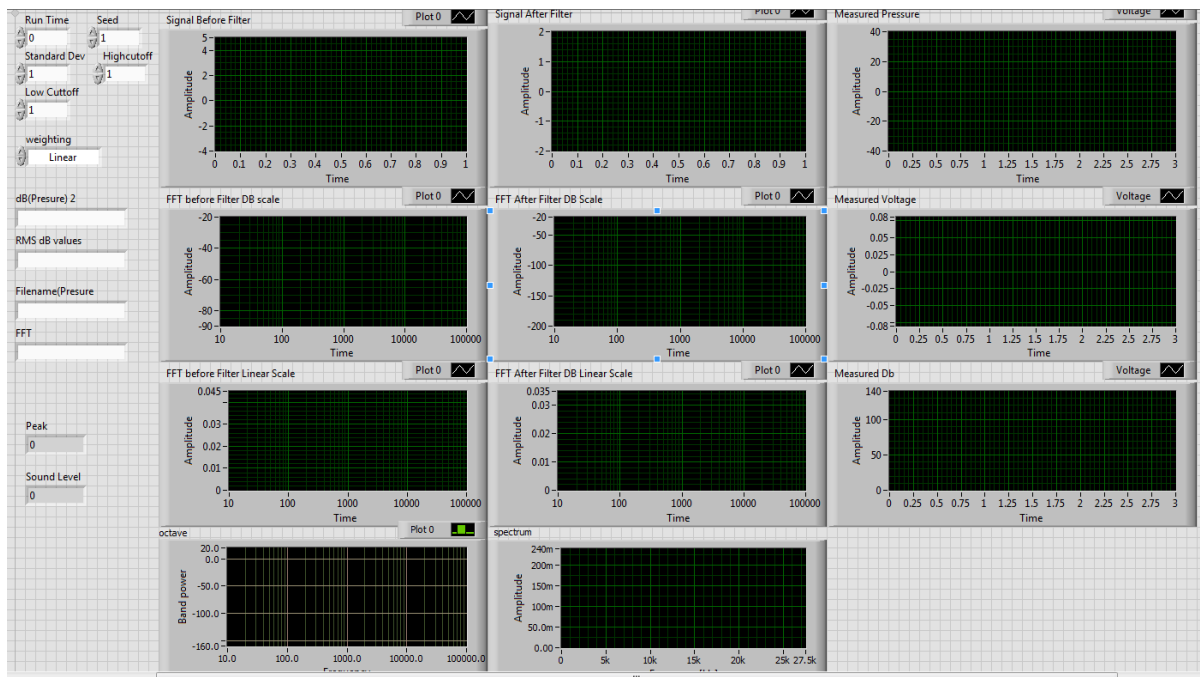 Run Time Seed
0 1
Standard Dev Highcutoff
1 1
Low Cuttoff
1
weighting
Linear
dB(Presure) 2
RMS dB values
Filename(Presure
FFT
Peak
0
Sound Level
0
Signal Before Filter Plot 0
Amplitude
5
4
2
0
-2
-4
0 0.1 0.2 0.3 0.4 0.5 0.6 0.7 0.8 0.9 1
Time
Signal After Filter Plot 0
Amplitude
2
1
0
-1
-2
0 0.1 0.2 0.3 0.4 0.5 0.6 0.7 0.8 0.9 1
Time
Measured Pressure Voltage
Amplitude
40
20
0
-20
-40
0 0.25 0.5 0.75 1 1.25 1.5 1.75 2 2.25 2.5 2.75 3
Time
FFT before Filter DB scale Plot 0
Amplitude
-20
-40
-60
-80
-90
10 100 1000 10000 100000
Time
FFT After Filter DB Scale Plot 0
Amplitude
-20
-50
-100
-150
-200
10 100 1000 10000 100000
Time
Measured Voltage Voltage
Amplitude
0.08
0.05
0.025
0
-0.025
-0.05
-0.08
0 0.25 0.5 0.75 1 1.25 1.5 1.75 2 2.25 2.5 2.75 3
Time
FFT before Filter Linear Scale Plot 0
Amplitude
0.045
0.03
0.02
0.01
0
10 100 1000 10000 100000
Time
FFT After Filter DB Linear Scale Plot 0
Amplitude
0.035
0.03
0.02
0.01
0
10 100 1000 10000 100000
Time
Measured Db Voltage
Amplitude
140
100
50
0
0 0.25 0.5 0.75 1 1.25 1.5 1.75 2 2.25 2.5 2.75 3
Time
octave Plot 0
Band power
20.0
0.0
-50.0
-100.0
-160.0
10.0 100.0 1000.0 10000.0 100000.0
Frequency
spectrum
Amplitude
240m
200m
150m
100m
50.0m
0.00
0 5k 10k 15k 20k 25k 27.5k